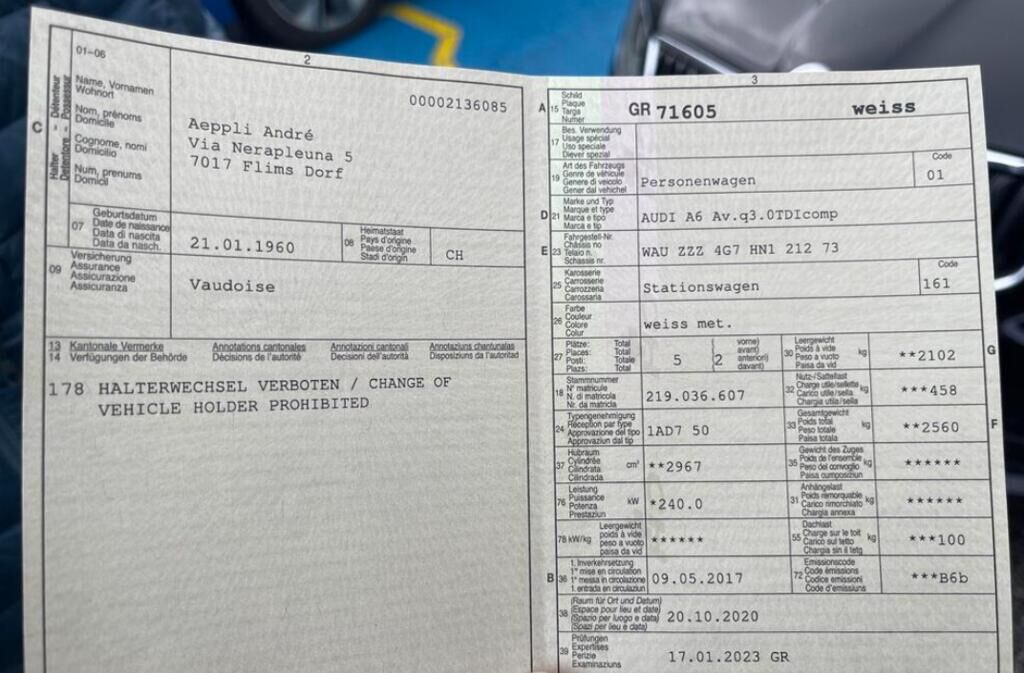 2
01-06
C
Halter Détenteur
Detentore Possessur
Name, Vornamen
Wohnort
Nom, prénoms
Domicile
Cognome, nomi
Domicilio
Num, prenums
Domicil
00002136085
Aeppli André
Via Nerapleuna 5
7017 Flims Dorf
07
Geburtsdatum
Date de naissance
Data di nascita
Data da nasch.
21.01.1960
08
Heimatstaat
Pays d'origine
Paese d'origine
Stadi d'origin
CH
09
Versicherung
Assurance
Assicurazione
Assicuranza
Vaudoise
13 Kantonale Vermerke Annotations cantonales Annotazioni cantonali Annotaziuns chantunalas
14 Verfügungen der Behörde Décisions de l'autorité Decisioni dell'autorità Disposiziuns da l'autoritad
178 HALTERWECHSEL VERBOTEN / CHANGE OF
VEHICLE HOLDER PROHIBITED
3
A 15
Schild
Plaque
Targa
Numer
GR 71605 weiss
17
Bes. Verwendung
Usage spécial
Uso speciale
Diever spezial
19
Art des Fahrzeugs
Genre de véhicule
Genere di veicolo
Gener dal vehichel
Personenwagen
Code
01
D 21
Marke und Typ
Marque et type
Marca e tipo
Marca e tip
AUDI A6 Av.q3.0TDIcomp
E 23
Fahrgestell-Nr.
Châssis no
Telaio n.
Schassis nr.
WAU ZZZ 4G7 HN1 212 73
25
Karosserie
Carrosserie
Carrozzeria
Carossaria
Stationswagen
Code
161
26
Farbe
Couleur
Colore
Colur
weiss met.
27
Plätze: Total
Places: Total
Posti: Totale
Plazs: Total
5
(vorne)
avant)
anteriori)
davant)
2
30
Leergewicht
Poids à vide
Peso a vuoto
Paisa da vid
kg
**2102
G
18
Stammnummer
N° matricule
N. di matricola
Nr. da matricla
219.036.607
32
Nutz-/Sattellast
Charge utile/sellette
Carico utile/sella
Chargia utila/sella
kg
***458
24
Typengenehmigung
Réception par type
Approvazione del tipo
Approvaziun dal tip
1AD7 50
33
Gesamtgewicht
Poids total
Peso totale
Paisa totala
kg
**2560
F
37
Hubraum
Cylindrée
Cilindrata
Cilindrada
cm³
**2967
35
Gewicht des Zuges
Poids de l'ensemble
Peso del convoglio
Paisa cumposiziun
kg
******
76
Leistung
Puissance
Potenza
Prestaziun
kW
*240.0
31
Anhängelast
Poids remorquable
Carico rimorchiato
Chargia annexa
kg
******
78 kW/kg
Leergewicht
poids à vide
peso a vuoto
paisa da vid
******
55
Dachlast
Charge sur le toit
Carico sul tetto
Chargia sin il tetg
kg
***100
B 36
1. Inverkehrsetzung
1re mise en circulation
1a messa in circolazione
1. entrada en circulaziun
09.05.2017
72
Emissionscode
Code émissions
Codice emissioni
Code d'emissiuns
***B6b
38
(Raum für Ort und Datum)
(Espace pour lieu et date)
(Spazio per luogo e data)
(Spazi per lieu e data)
20.10.2020
39
Prüfungen
Expertises
Perizie
Examinaziuns
17.01.2023 GR